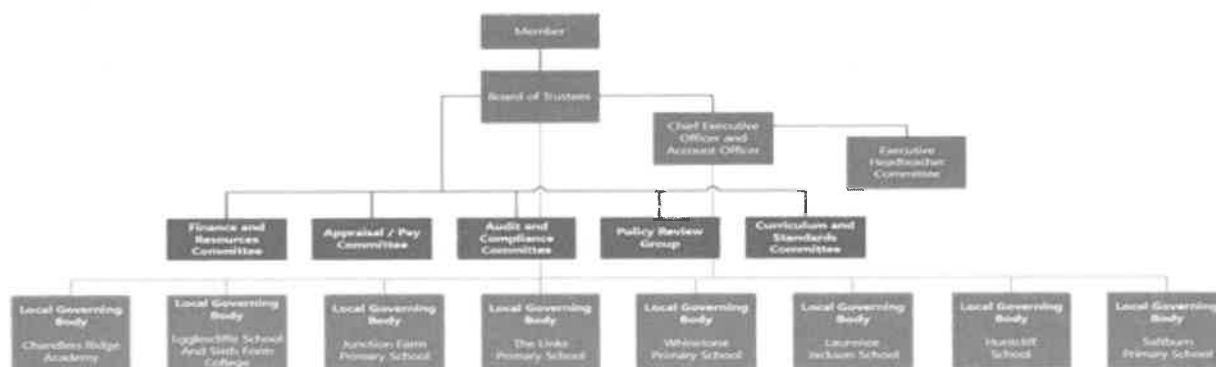 Member
Board of Trustees
Chief Executive
Officer and
Account Officer
Executive
Headteacher
Committee
Finance and
Resources
Committee
Appraisal / Pay
Committee
Audit and
Compliance
Committee
Policy Review
Group
Curriculum and
Standards
Committee
Local Governing
Body
Chandlers Ridge
Academy
Local Governing
Body
Egglescliffe School
And Sixth Form
College
Local Governing
Body
Junction Farm
Primary School
Local Governing
Body
The Links
Primary School
Local Governing
Body
Whinstone
Primary School
Local Governing
Body
Laurence
Jackson School
Local Governing
Body
Huntcliff
School
Local Governing
Body
Saltburn
Primary School